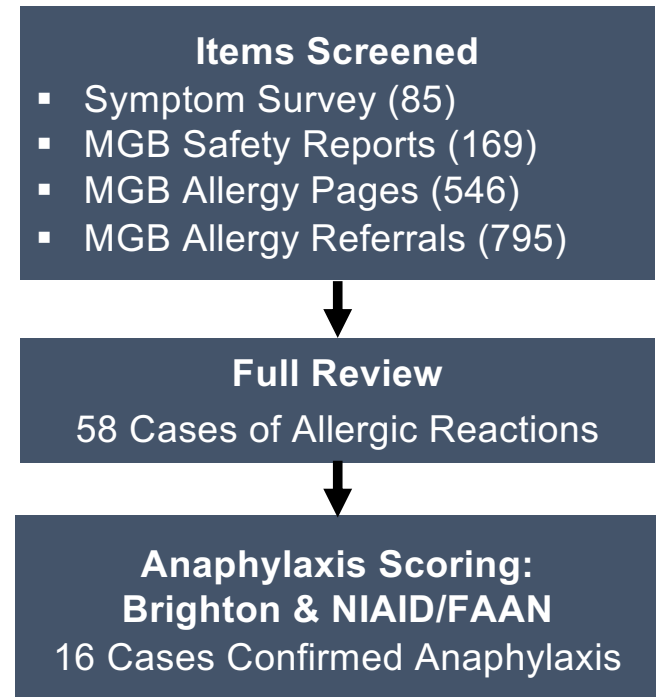 Items Screened
▪ Symptom Survey (85)
▪ MGB Safety Reports (169)
▪ MGB Allergy Pages (546)
▪ MGB Allergy Referrals (795)
Full Review
58 Cases of Allergic Reactions
Anaphylaxis Scoring:
Brighton & NIAID/FAAN
16 Cases Confirmed Anaphylaxis